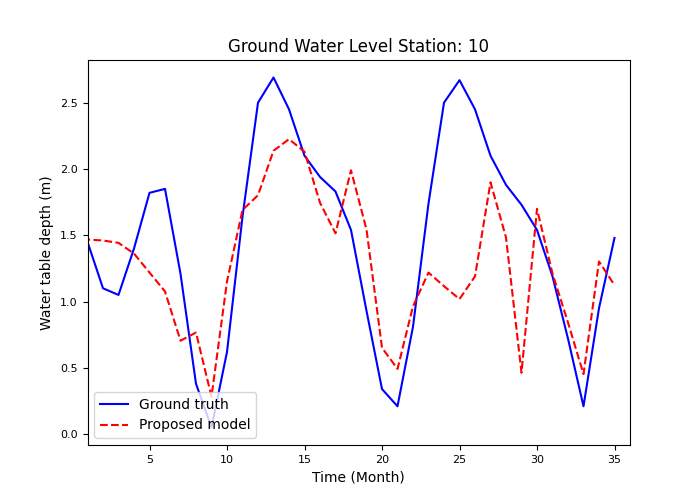 Ground Water Level Station: 10
Water table depth (m)
2.5
2.0
1.5
1.0
0.5
0.0
Ground truth
Proposed model
5 10 15 20 25 30 35
Time (Month)